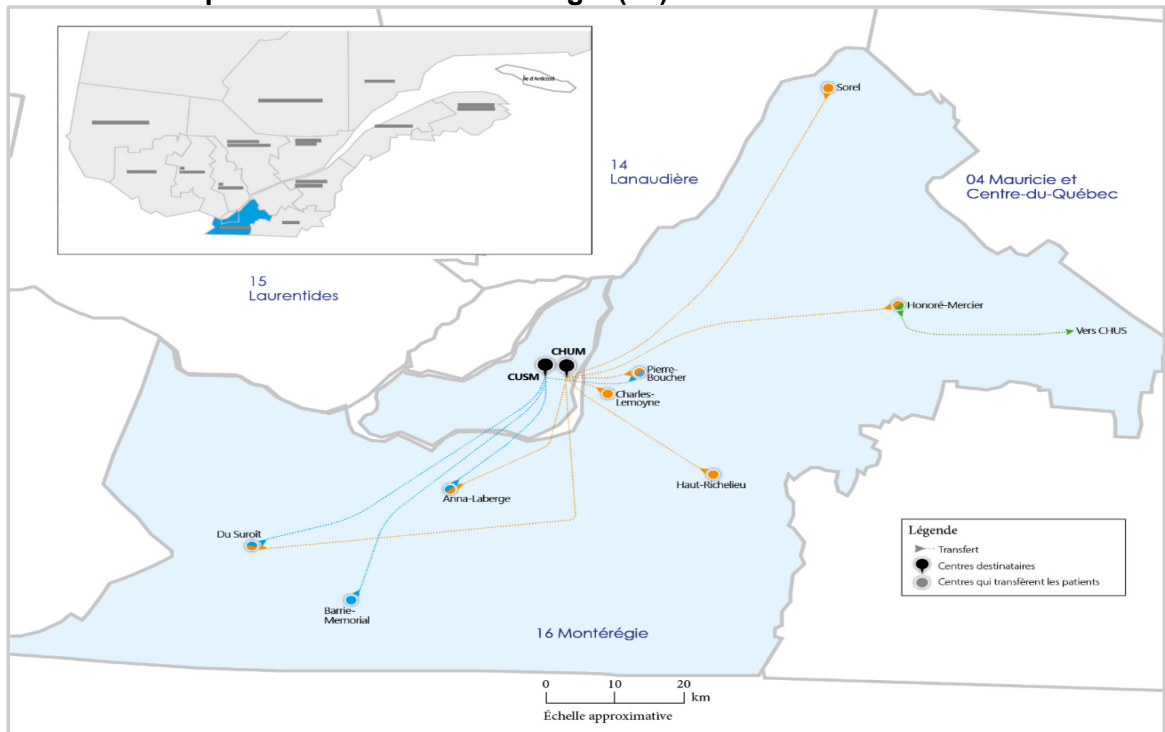 Île d'Anticosti
Sorel
14
Lanaudière
04 Mauricie et
Centre-du-Québec
15
Laurentides
Honoré-Mercier
Vers CHUS
CHUM
CUSM
Pierre-
Boucher
Charles-
Lemoyne
Haut-Richelieu
Anna-Laberge
Du Suroît
Barrie-
Memorial
16 Montérégie
Légende
Transfert
Centres destinataires
Centres qui transfèrent les patients
0 10 20
km
Échelle approximative